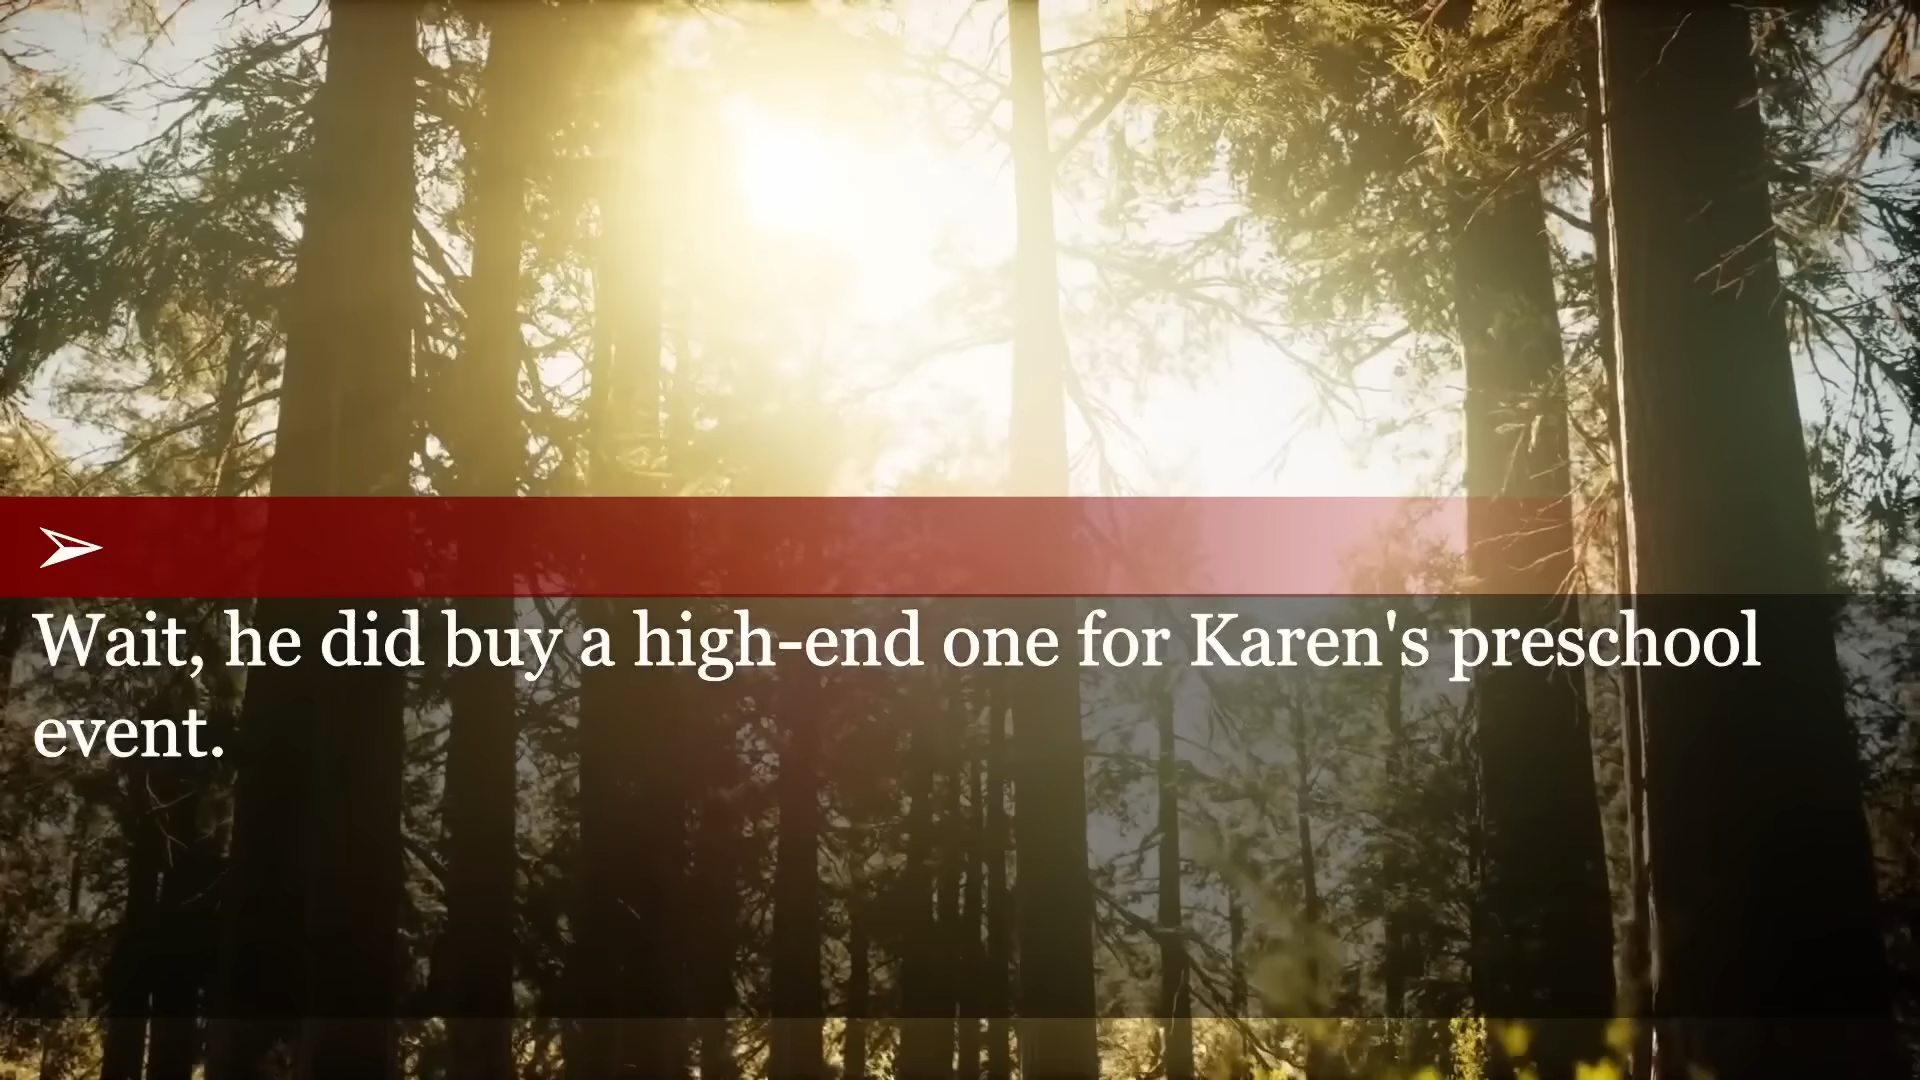 Wait, he did buy a high-end one for Karen's preschool
event.